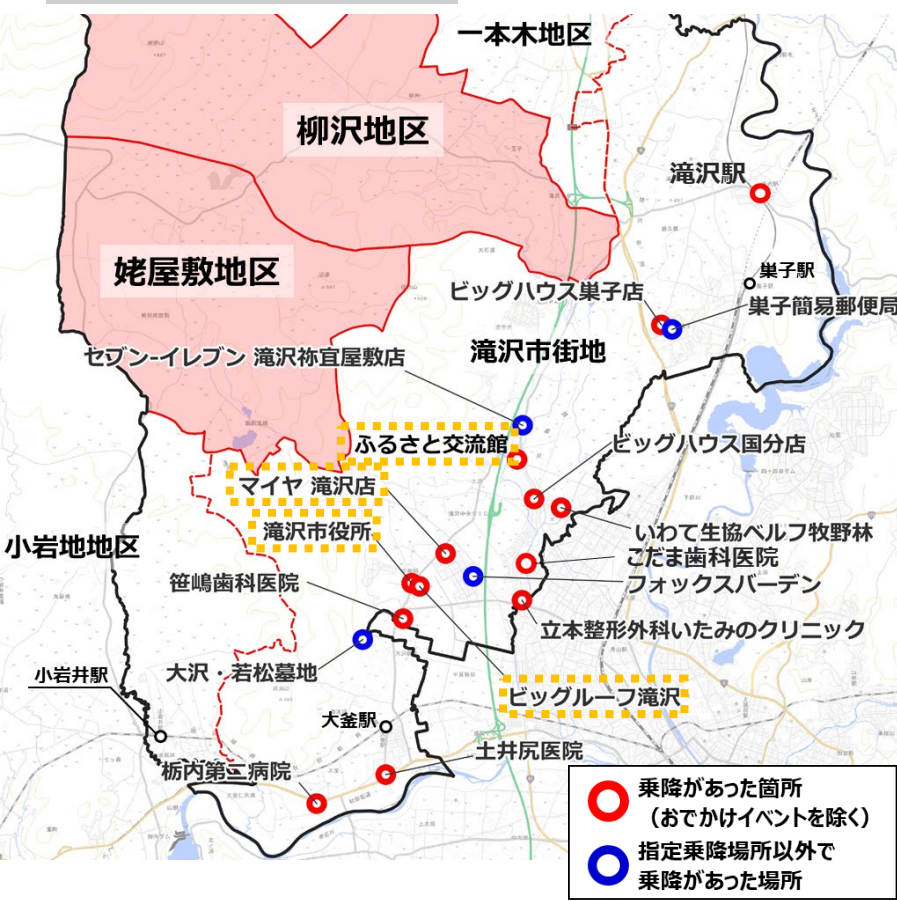 一本木地区
柳沢地区
滝沢駅
姥屋敷地区
巣子駅
ビッグハウス巣子店
巣子簡易郵便局
滝沢市街地
セブン-イレブン 滝沢祢宜屋敷店
ふるさと交流館
ビッグハウス国分店
マイヤ 滝沢店
滝沢市役所
いわて生協ベルフ牧野林
小岩地地区
こだま歯科医院
笹嶋歯科医院
フォックスバーデン
立本整形外科いたみのクリニック
大沢・若松墓地
小岩井駅
ビッグルーフ滝沢
大釜駅
土井尻医院
栃内第二病院
乗降があった箇所
（おでかけイベントを除く）
指定乗降場所以外で
乗降があった場所